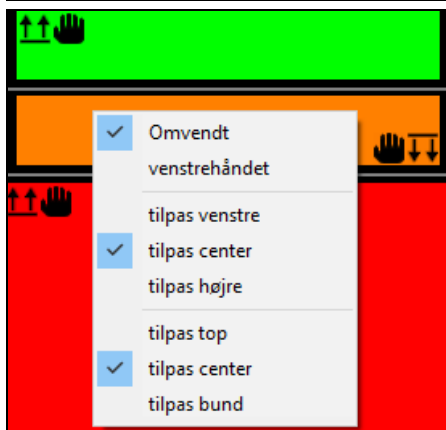 Omvendt
venstrehåndet
tilpas venstre
tilpas center
tilpas højre
tilpas top
tilpas center
tilpas bund